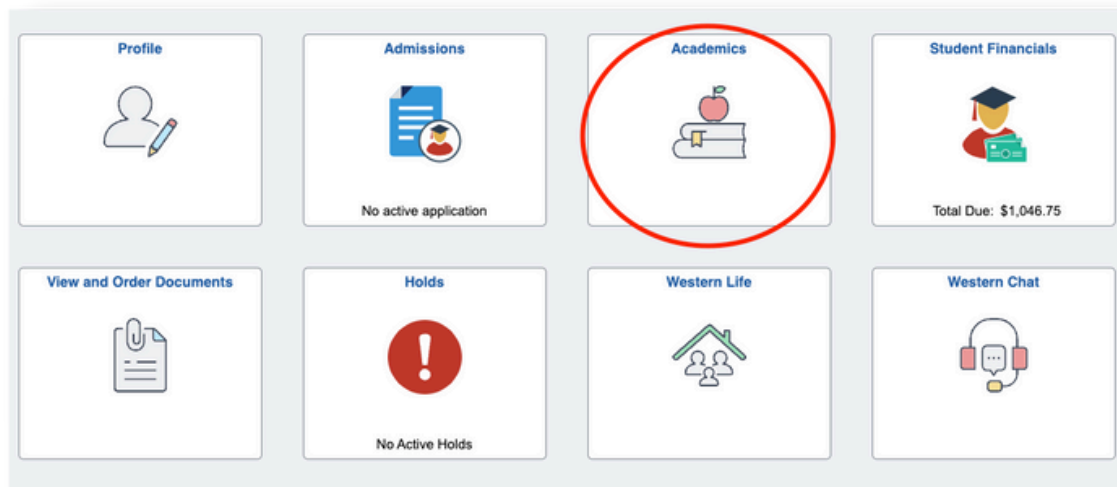 Profile
Admissions
No active application
Academics
Student Financials
Total Due: $1,046.75
View and Order Documents
Holds
No Active Holds
Western Life
Western Chat